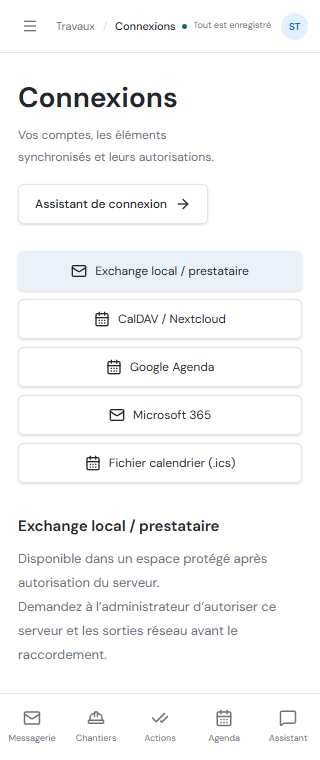 Travaux / Connexions Tout est enregistré ST
Connexions
Vos comptes, les éléments
synchronisés et leurs autorisations.
Assistant de connexion
Exchange local / prestataire
CalDAV / Nextcloud
Google Agenda
Microsoft 365
Fichier calendrier (.ics)
Exchange local / prestataire
Disponible dans un espace protégé après
autorisation du serveur.
Demandez à l’administrateur d’autoriser ce
serveur et les sorties réseau avant le
raccordement.
Messagerie Chantiers Actions Agenda Assistant